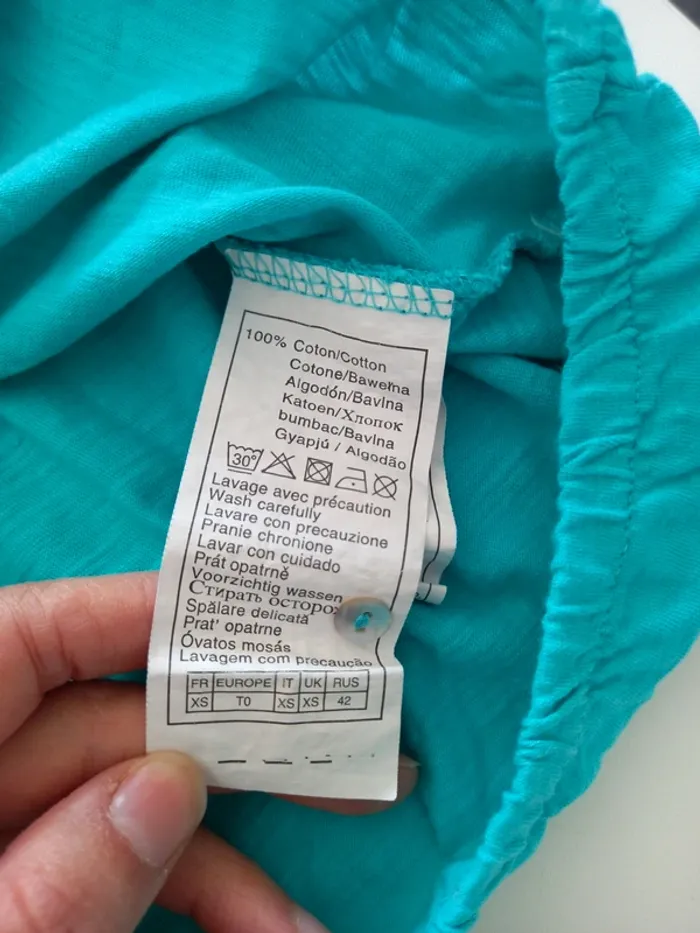 100% Coton/Cotton
Cotone/Bawełna
Algodón/Bavlna
Katoen/Хлопок
bumbac/Bavlna
Gyapjú / Algodão
30°
Lavage avec précaution
Wash carefully
Lavare con precauzione
Pranie chronione
Lavar con cuidado
Prát opatrně
Voorzichtig wassen
Стирать
Spălare delicată
Prat' opatrne
Óvatos mosás
Lavagem com precaução
FR EUROPE IT UK RUS
XS T0 XS XS 42